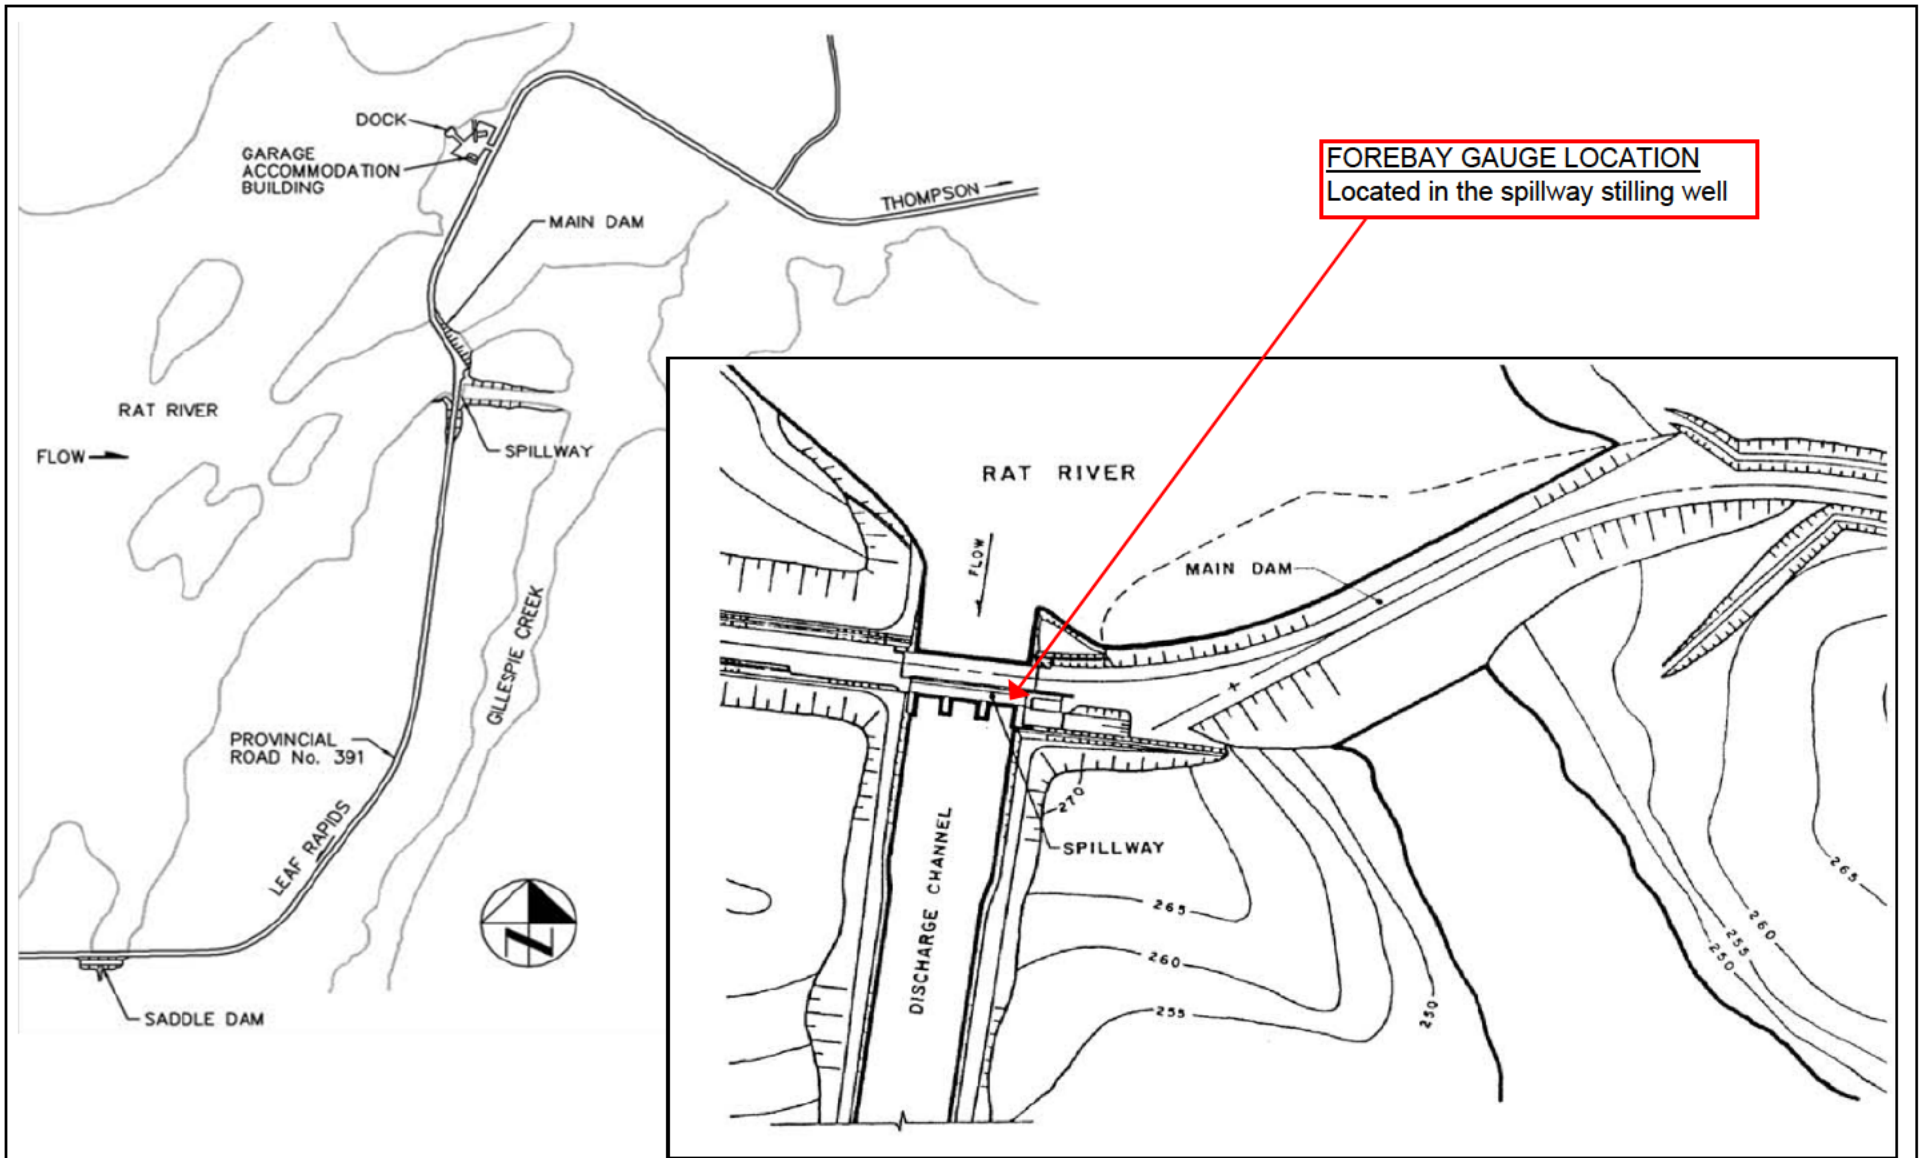 DOCK
GARAGE
ACCOMMODATION
BUILDING
THOMPSON
MAIN DAM
RAT RIVER
FLOW
SPILLWAY
GILLESPIE CREEK
PROVINCIAL
ROAD No. 391
LEAF RAPIDS
SADDLE DAM
N
FOREBAY GAUGE LOCATION
Located in the spillway stilling well
RAT RIVER
FLOW
MAIN DAM
270
SPILLWAY
DISCHARGE CHANNEL
265
260
255
250
250
255
260
265